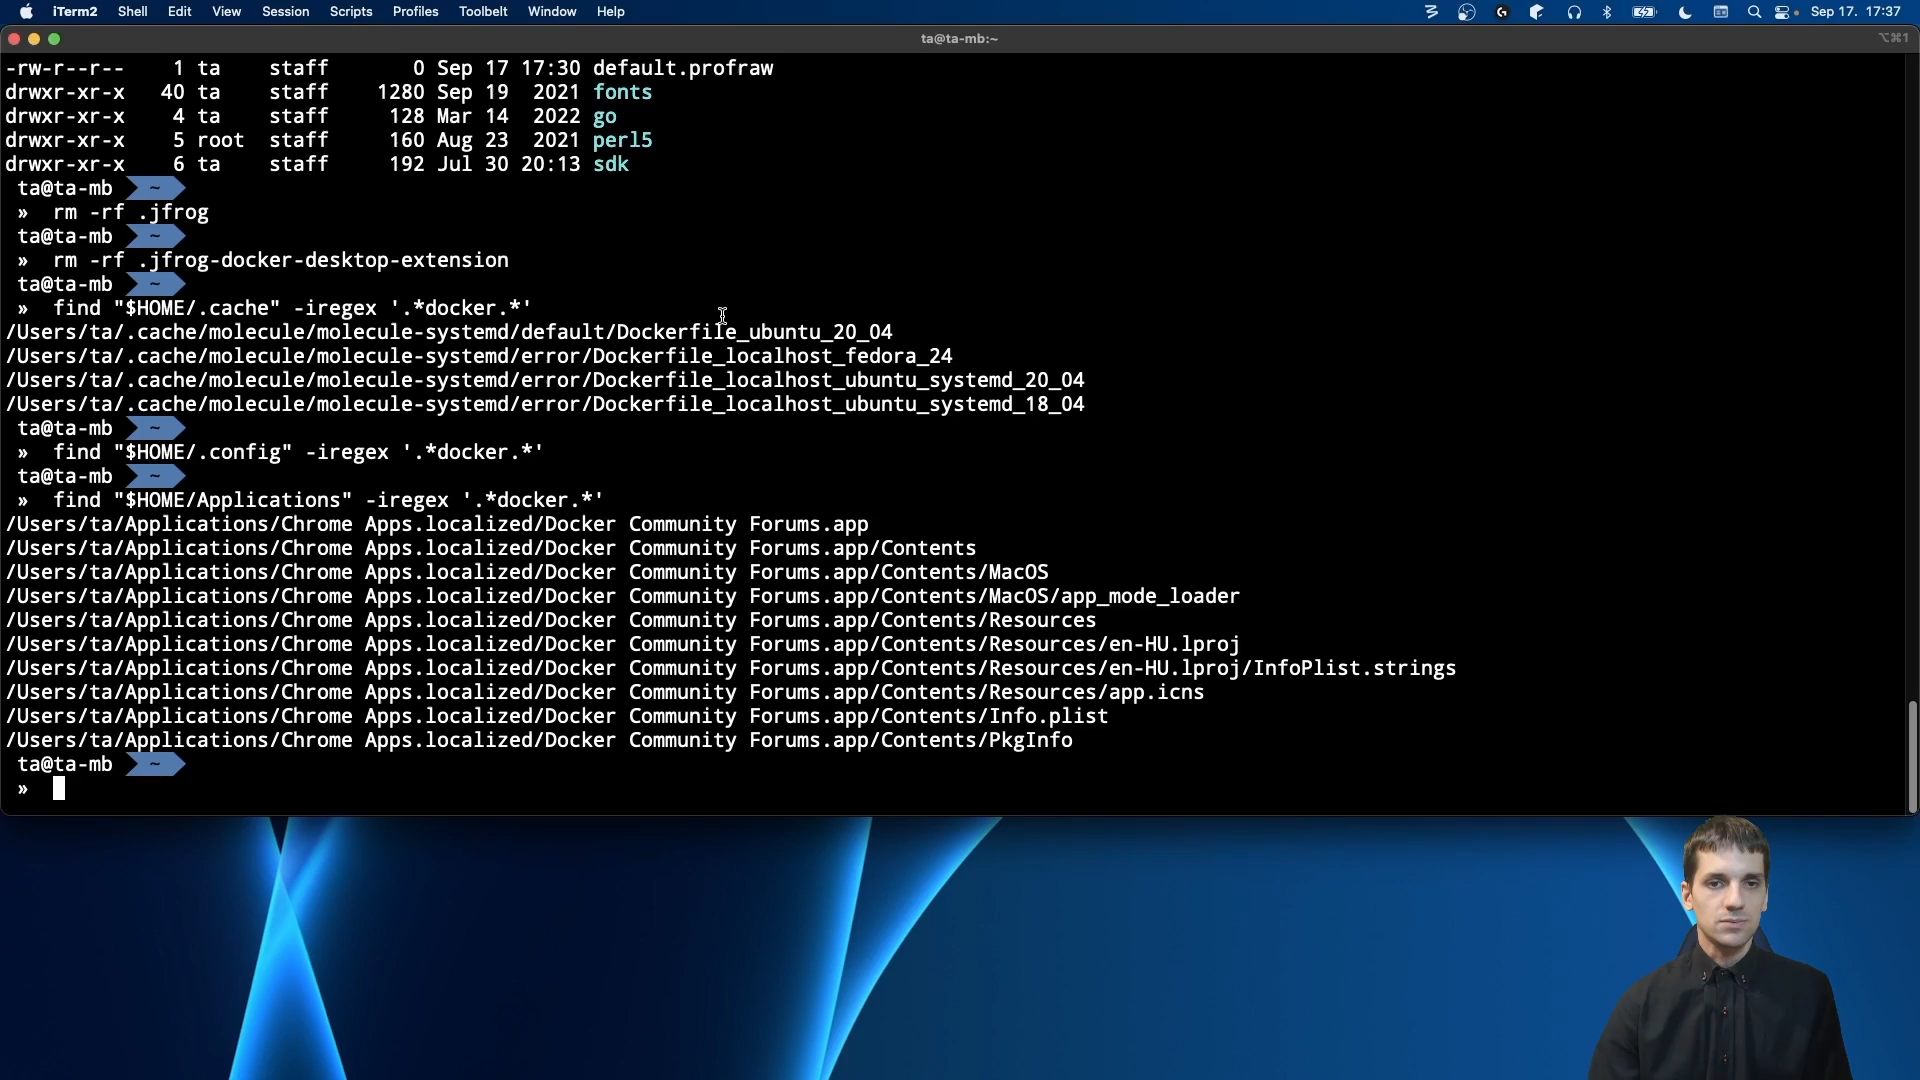 iTerm2 Shell Edit View Session Scripts Profiles Toolbelt Window Help Sep 17. 17:37
ta@ta-mb:~ ⌥⌘1
-rw-r--r-- 1 ta staff 0 Sep 17 17:30 default.profraw
drwxr-xr-x 40 ta staff 1280 Sep 19 2021 fonts
drwxr-xr-x 4 ta staff 128 Mar 14 2022 go
drwxr-xr-x 5 root staff 160 Aug 23 2021 perl5
drwxr-xr-x 6 ta staff 192 Jul 30 20:13 sdk
ta@ta-mb ~
» rm -rf .jfrog
ta@ta-mb ~
» rm -rf .jfrog-docker-desktop-extension
ta@ta-mb ~
» find "$HOME/.cache" -iregex '.*docker.*'
/Users/ta/.cache/molecule/molecule-systemd/default/Dockerfile_ubuntu_20_04
/Users/ta/.cache/molecule/molecule-systemd/error/Dockerfile_localhost_fedora_24
/Users/ta/.cache/molecule/molecule-systemd/error/Dockerfile_localhost_ubuntu_systemd_20_04
/Users/ta/.cache/molecule/molecule-systemd/error/Dockerfile_localhost_ubuntu_systemd_18_04
ta@ta-mb ~
» find "$HOME/.config" -iregex '.*docker.*'
ta@ta-mb ~
» find "$HOME/Applications" -iregex '.*docker.*'
/Users/ta/Applications/Chrome Apps.localized/Docker Community Forums.app
/Users/ta/Applications/Chrome Apps.localized/Docker Community Forums.app/Contents
/Users/ta/Applications/Chrome Apps.localized/Docker Community Forums.app/Contents/MacOS
/Users/ta/Applications/Chrome Apps.localized/Docker Community Forums.app/Contents/MacOS/app_mode_loader
/Users/ta/Applications/Chrome Apps.localized/Docker Community Forums.app/Contents/Resources
/Users/ta/Applications/Chrome Apps.localized/Docker Community Forums.app/Contents/Resources/en-HU.lproj
/Users/ta/Applications/Chrome Apps.localized/Docker Community Forums.app/Contents/Resources/en-HU.lproj/InfoPlist.strings
/Users/ta/Applications/Chrome Apps.localized/Docker Community Forums.app/Contents/Resources/app.icns
/Users/ta/Applications/Chrome Apps.localized/Docker Community Forums.app/Contents/Info.plist
/Users/ta/Applications/Chrome Apps.localized/Docker Community Forums.app/Contents/PkgInfo
ta@ta-mb ~
»